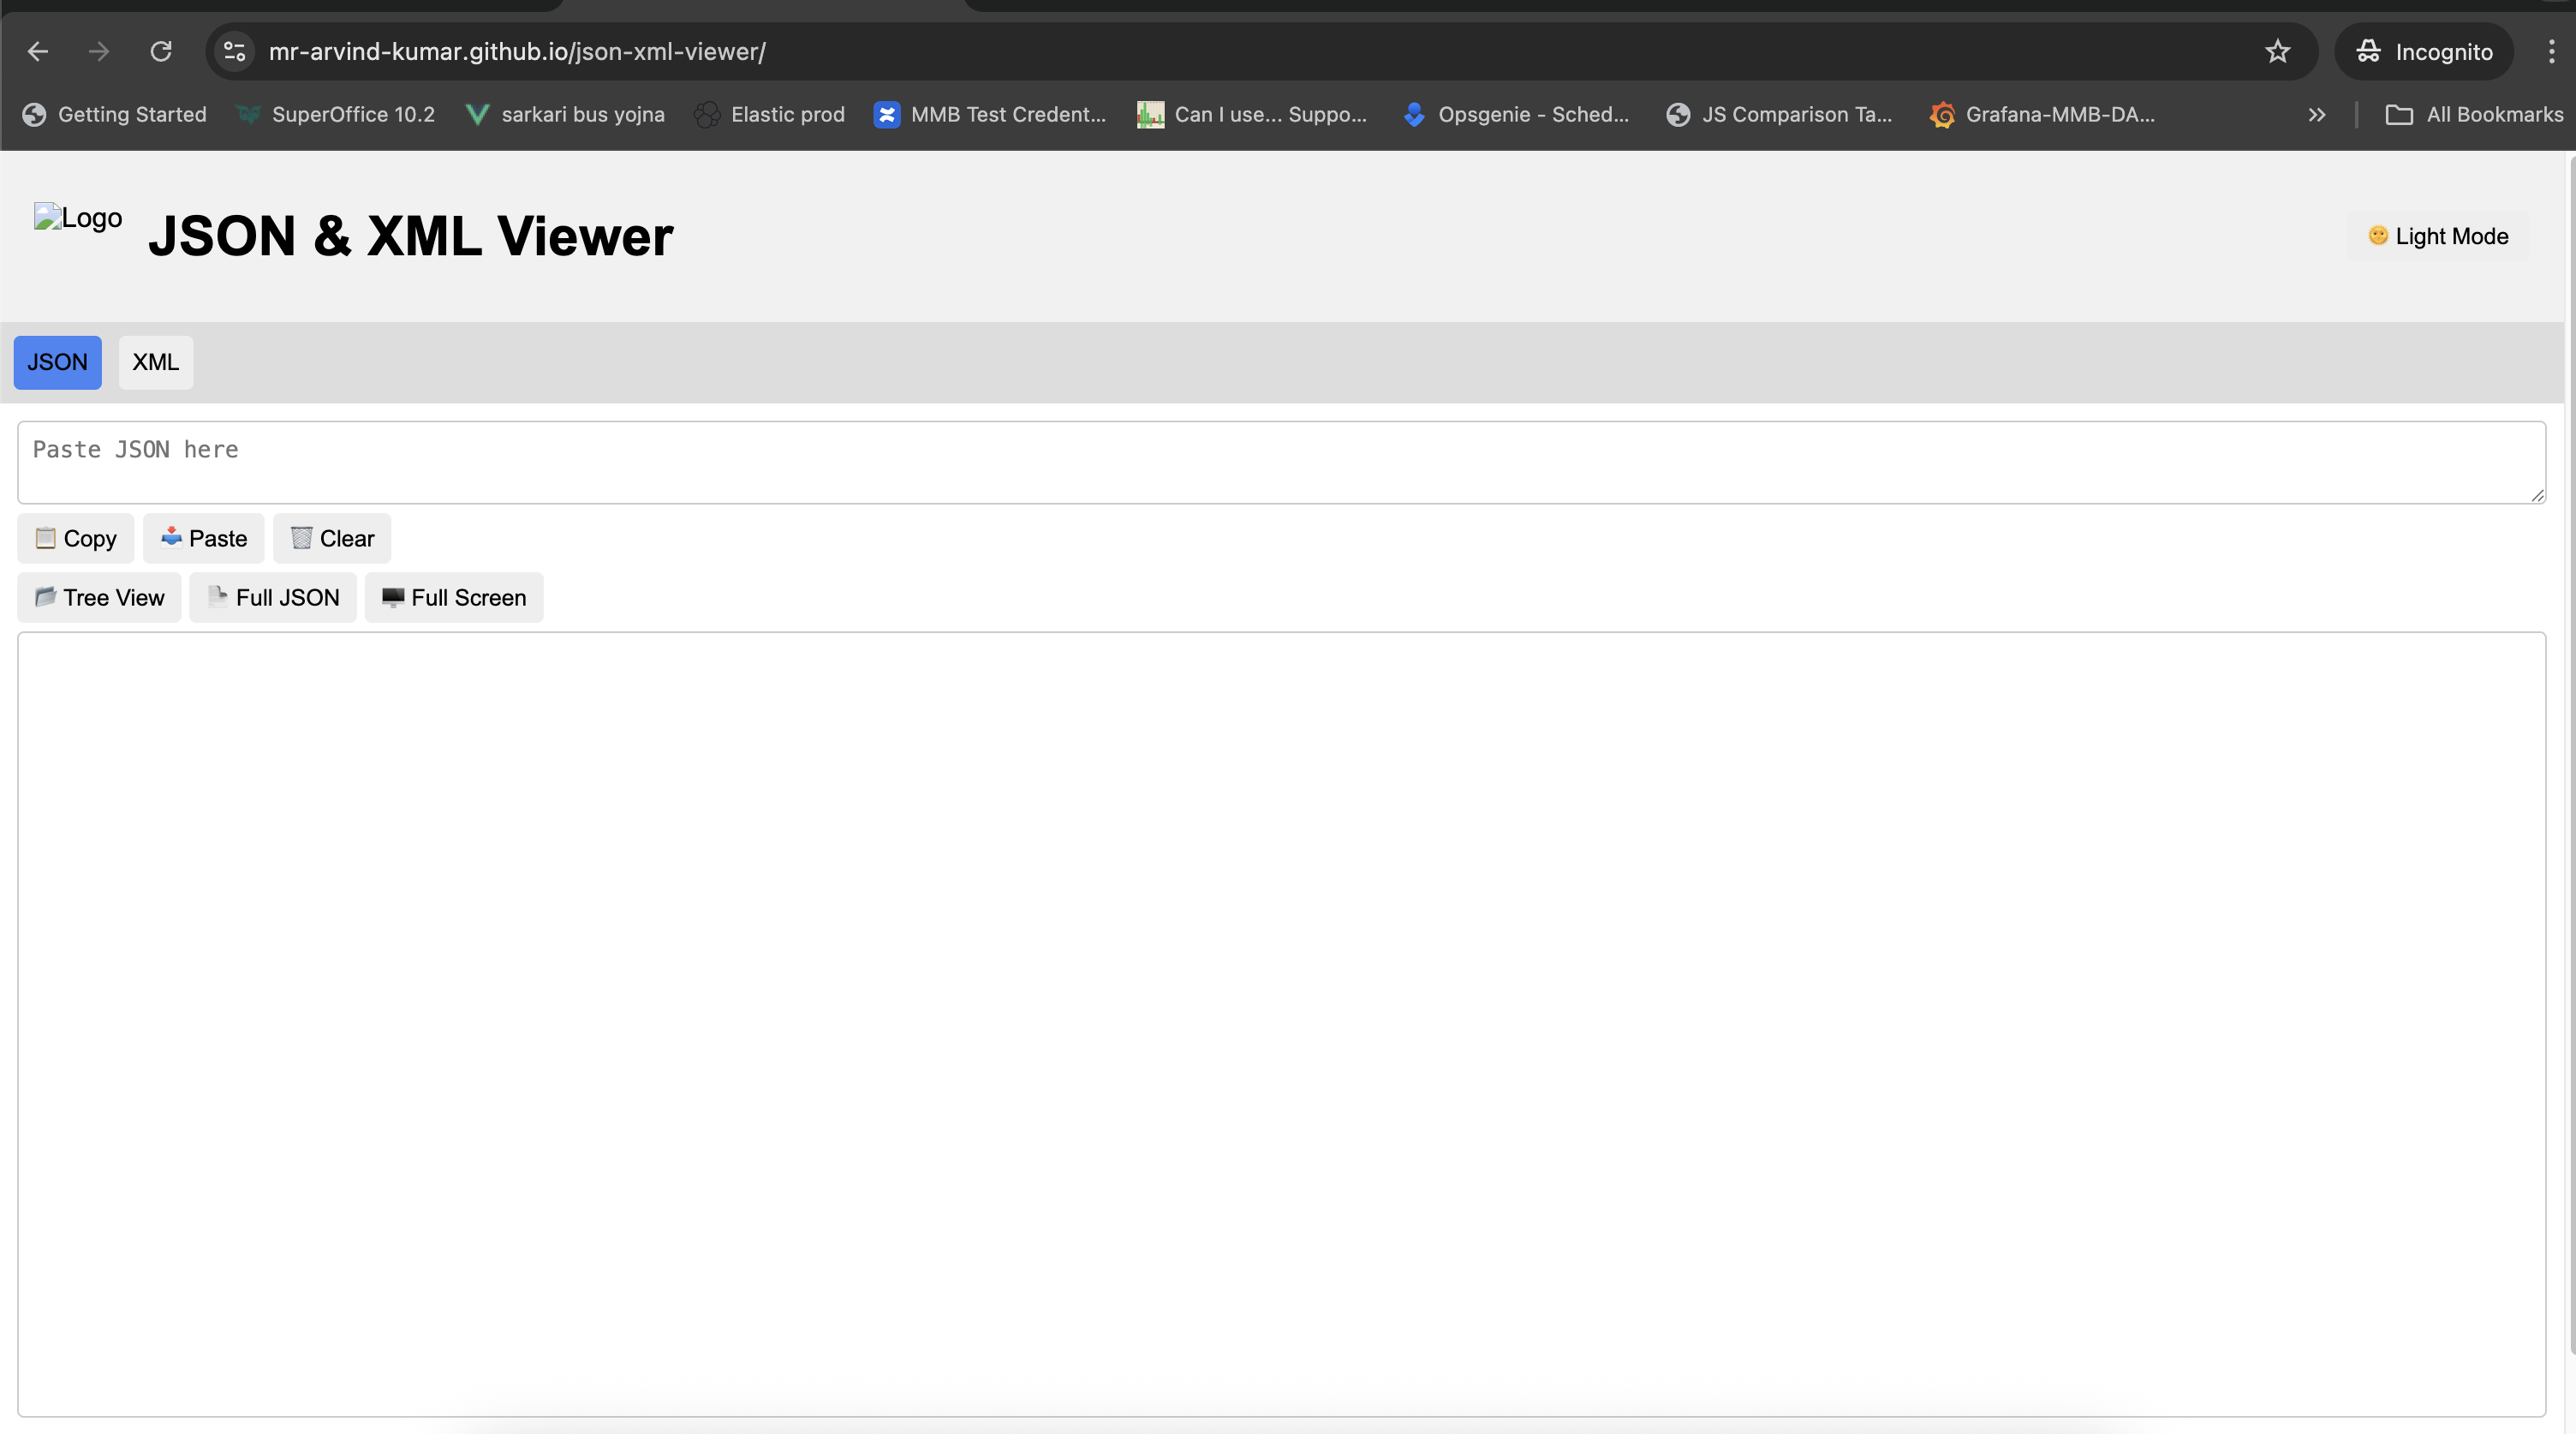 mr-arvind-kumar.github.io/json-xml-viewer/
Incognito
Getting Started
SuperOffice 10.2
sarkari bus yojna
Elastic prod
MMB Test Credent...
Can I use... Suppo...
Opsgenie - Sched...
JS Comparison Ta...
Grafana-MMB-DA...
All Bookmarks
Logo
JSON & XML Viewer
Light Mode
JSON
XML
Paste JSON here
Copy
Paste
Clear
Tree View
Full JSON
Full Screen